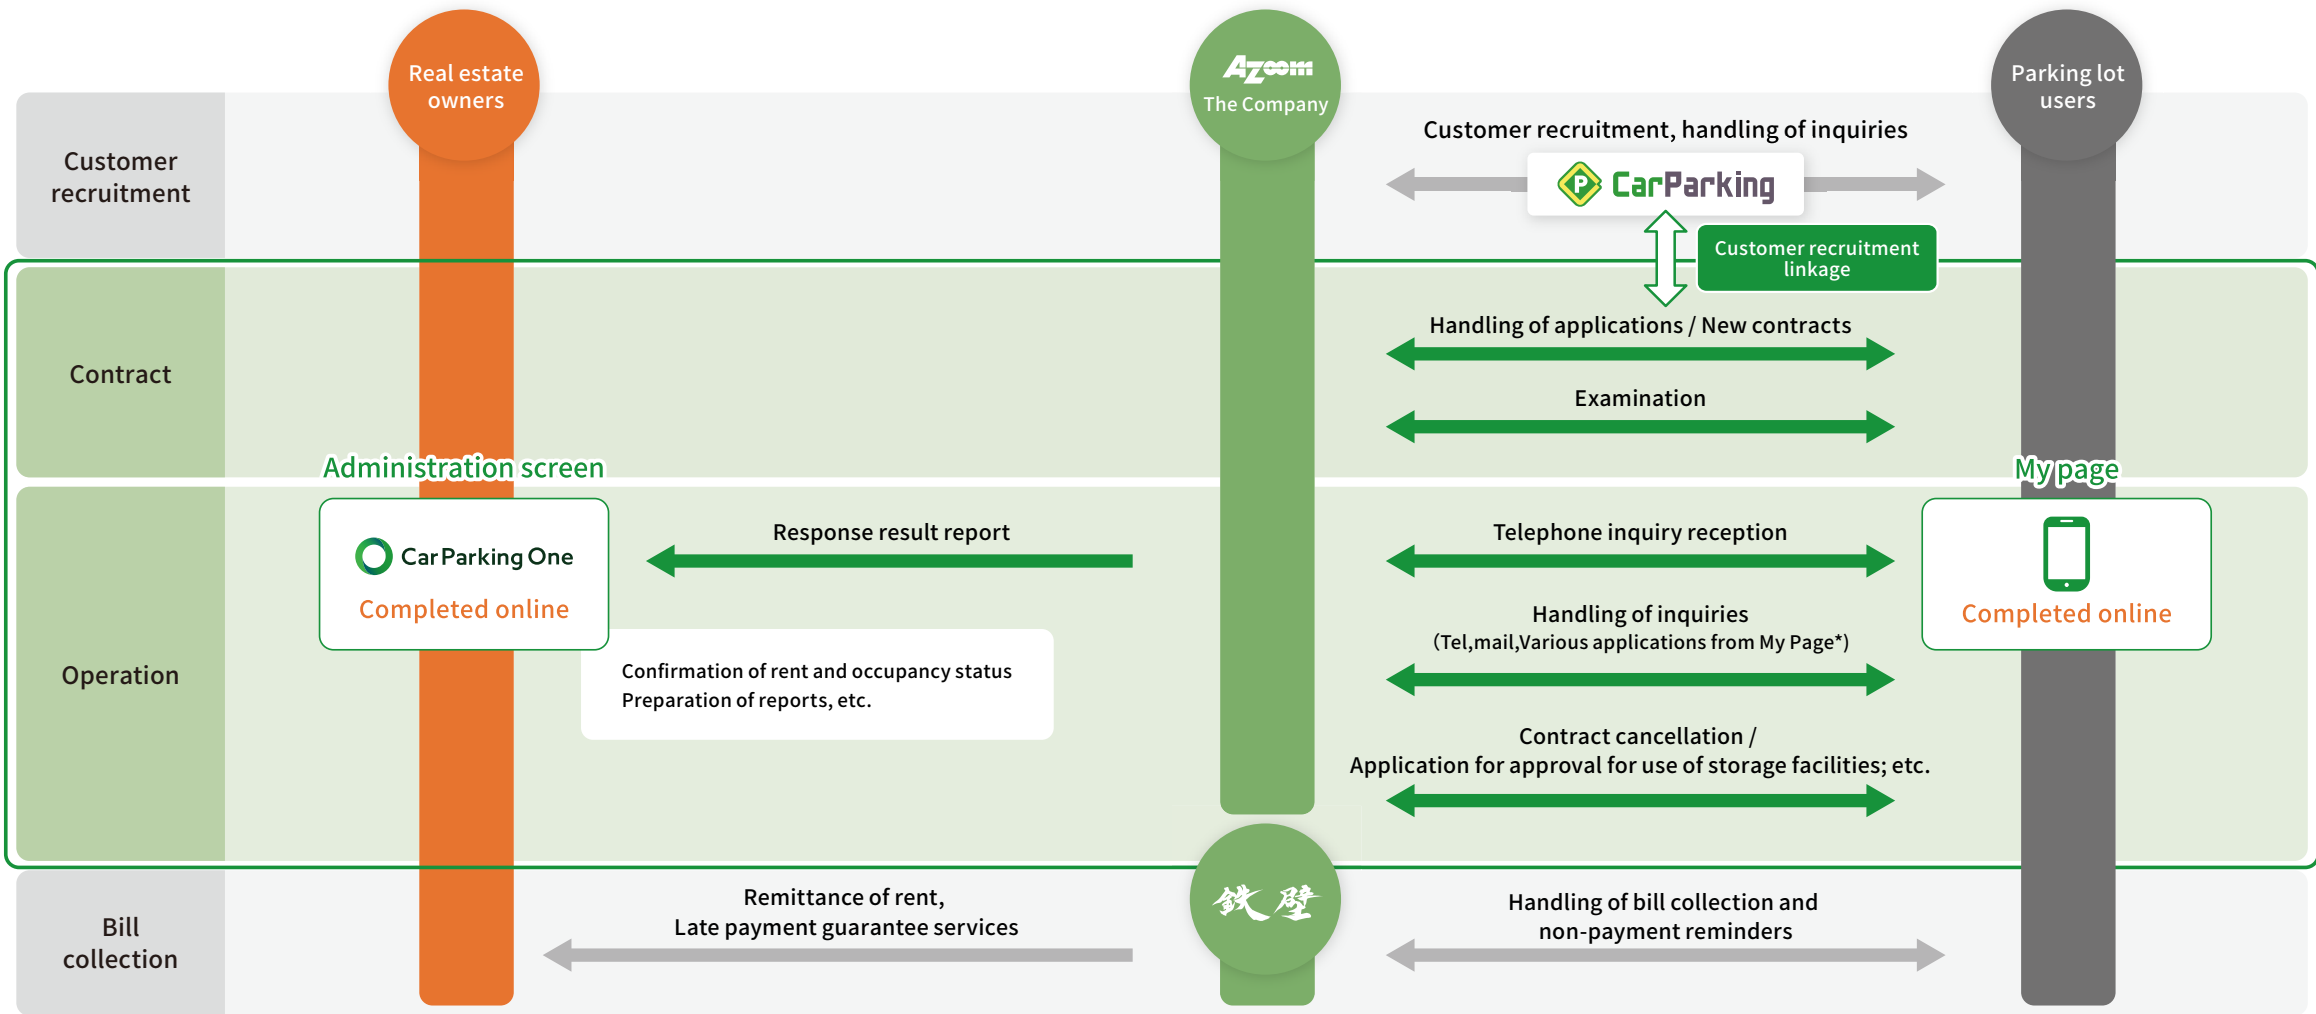 Real estate
owners
Azoom
The Company
Parking lot
users
Customer
recruitment
Customer recruitment, handling of inquiries
P CarParking
Customer recruitment
linkage
Contract
Handling of applications / New contracts
Examination
Administration screen
CarParking One
Completed online
My page
Completed online
Operation
Response result report
Confirmation of rent and occupancy status
Preparation of reports, etc.
Telephone inquiry reception
Handling of inquiries
(Tel,mail,Various applications from My Page*)
Contract cancellation /
Application for approval for use of storage facilities; etc.
鉄壁
Bill
collection
Remittance of rent,
Late payment guarantee services
Handling of bill collection and
non-payment reminders